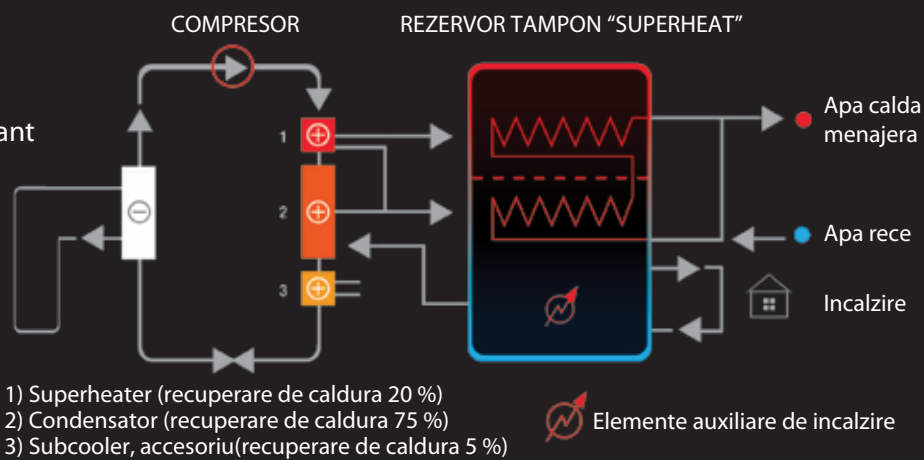 COMPRESOR
REZERVOR TAMPON “SUPERHEAT”
ant
1
2
3
Apa calda
menajera
Apa rece
Incalzire
1) Superheater (recuperare de caldura 20 %)
2) Condensator (recuperare de caldura 75 %)
3) Subcooler, accesoriu(recuperare de caldura 5 %)
Elemente auxiliare de incalzire